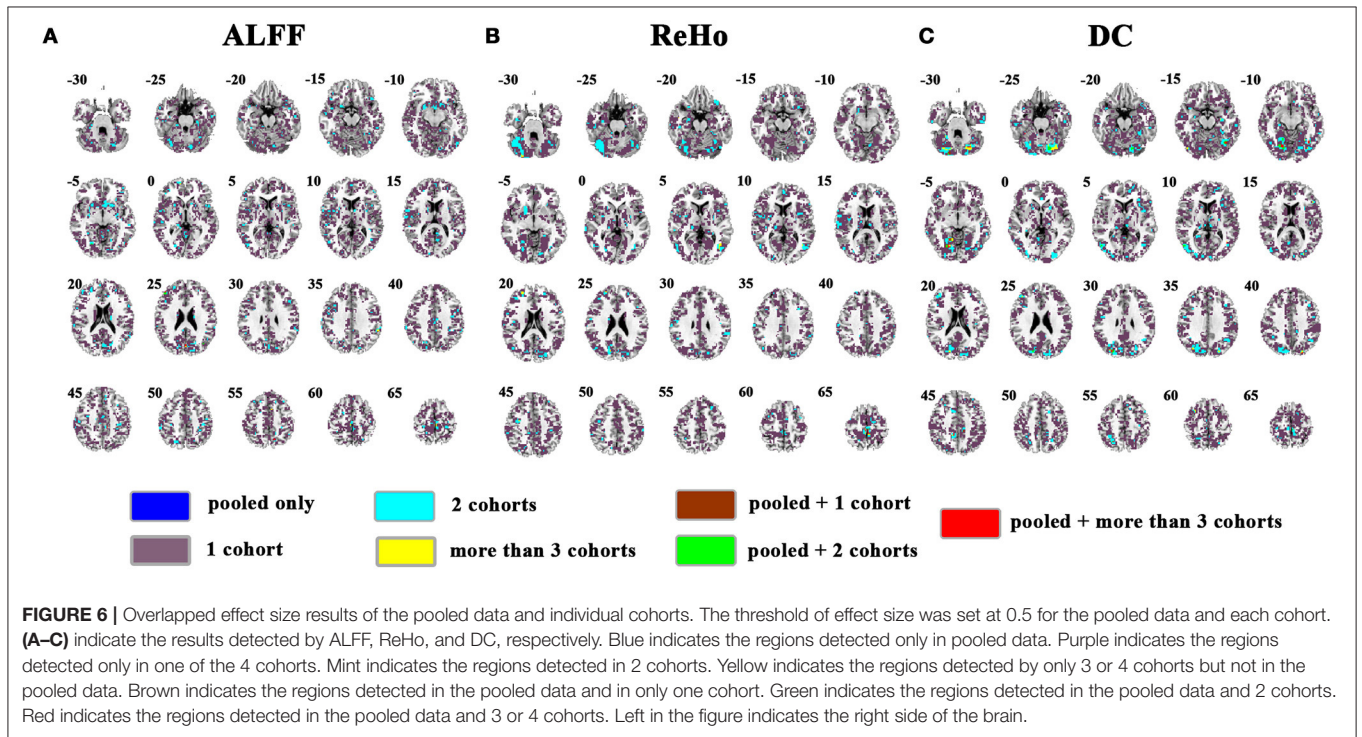 A ALFF B ReHo C DC
-30 -25 -20 -15 -10 -30 -25 -20 -15 -10 -30 -25 -20 -15 -10
-5 0 5 10 15 -5 0 5 10 15 -5 0 5 10 15
20 25 30 35 40 20 25 30 35 40 20 25 30 35 40
45 50 55 60 65 45 50 55 60 65 45 50 55 60 65
pooled only 2 cohorts pooled + 1 cohort pooled + more than 3 cohorts
1 cohort more than 3 cohorts pooled + 2 cohorts
FIGURE 6 | Overlapped effect size results of the pooled data and individual cohorts. The threshold of effect size was set at 0.5 for the pooled data and each cohort.
(A–C) indicate the results detected by ALFF, ReHo, and DC, respectively. Blue indicates the regions detected only in pooled data. Purple indicates the regions
detected only in one of the 4 cohorts. Mint indicates the regions detected in 2 cohorts. Yellow indicates the regions detected by only 3 or 4 cohorts but not in the
pooled data. Brown indicates the regions detected in the pooled data and in only one cohort. Green indicates the regions detected in the pooled data and 2 cohorts.
Red indicates the regions detected in the pooled data and 3 or 4 cohorts. Left in the figure indicates the right side of the brain.